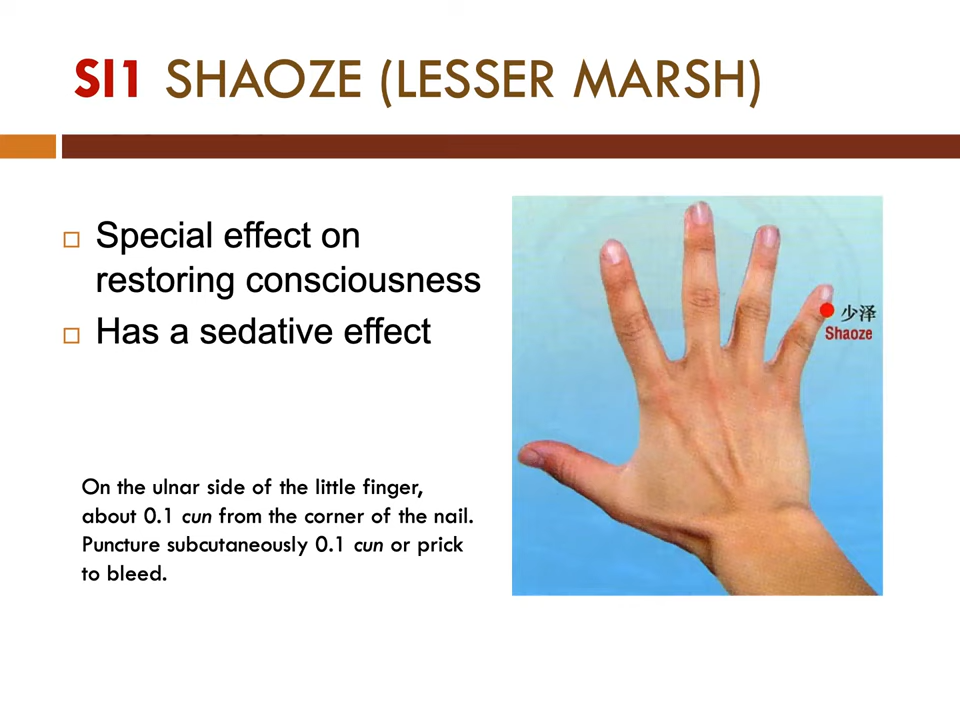 SI1 SHAOZE (LESSER MARSH)
Special effect on
restoring consciousness
Has a sedative effect
少泽
Shaoze
On the ulnar side of the little finger,
about 0.1 cun from the corner of the nail.
Puncture subcutaneously 0.1 cun or prick
to bleed.